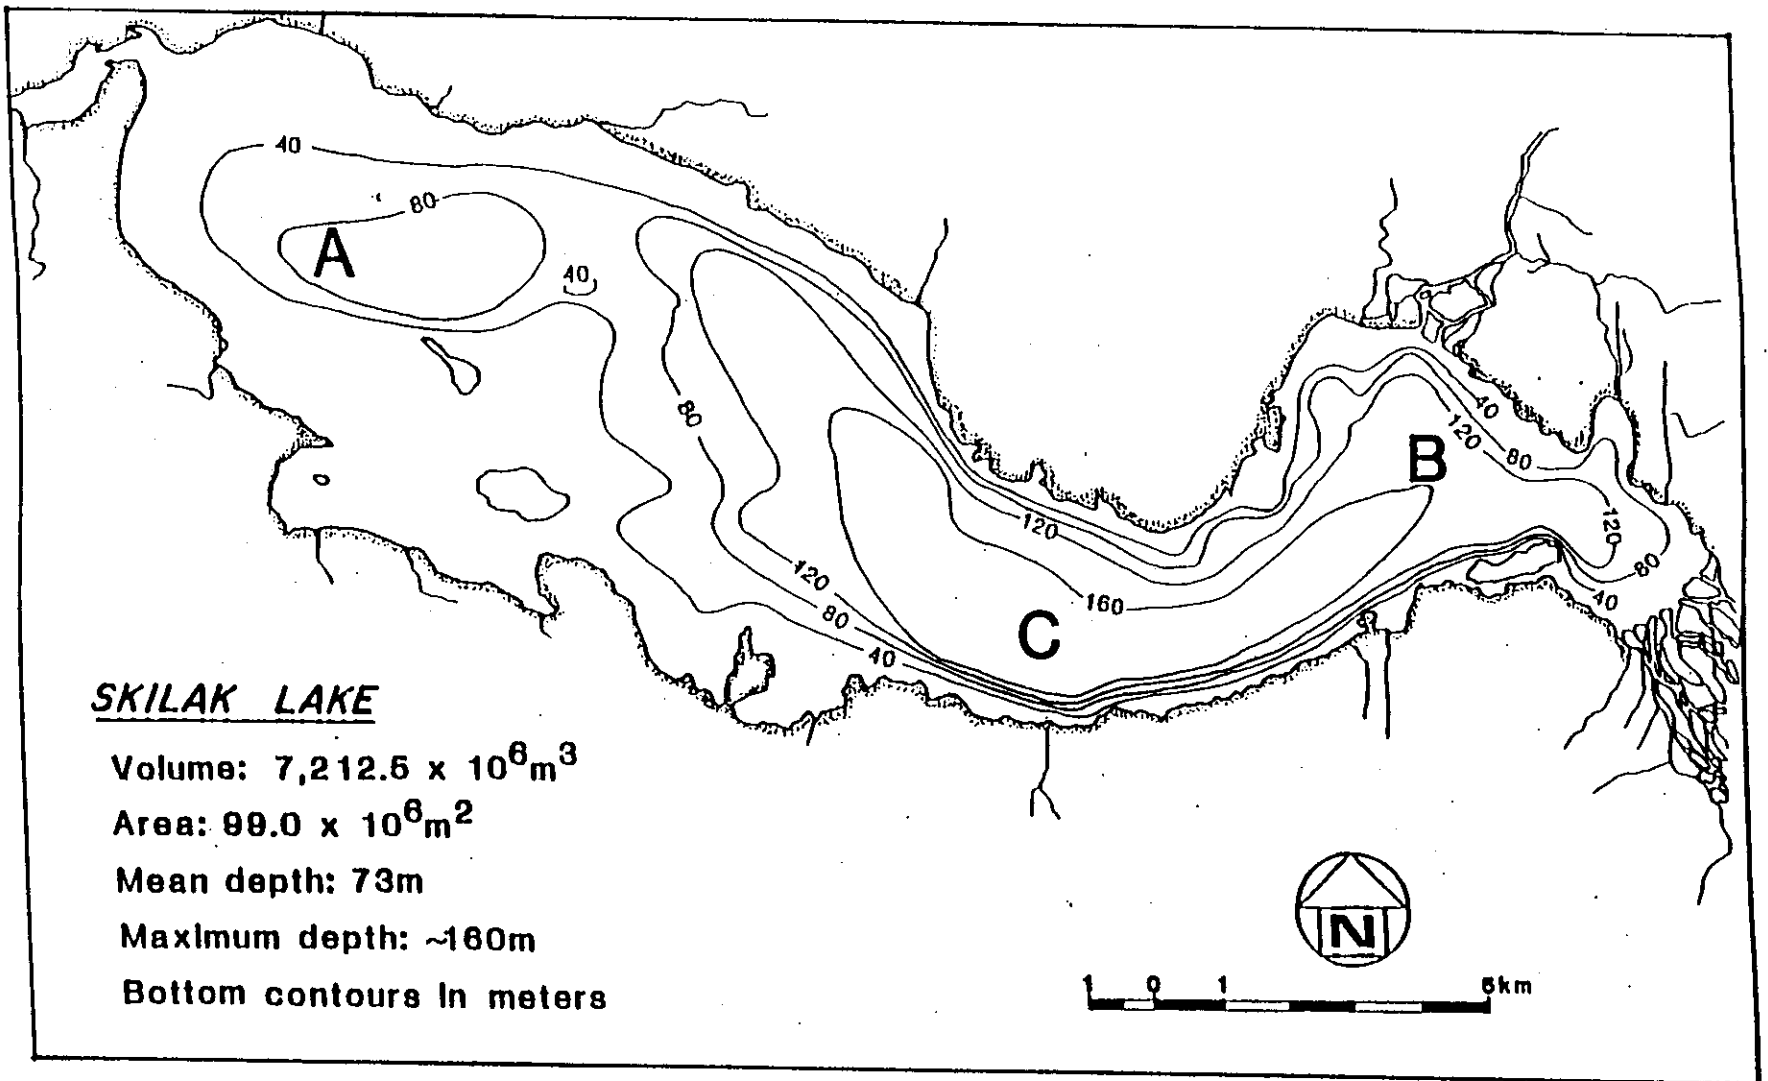 40
80
A
40
80
40
120
B
80
120
120
120
80
160
40
80
C
40
SKILAK LAKE
Volume: 7,212.5 x 10⁶m³
Area: 99.0 x 10⁶m²
Mean depth: 73m
Maximum depth: ~160m
Bottom contours in meters
N
1 0 1 5km